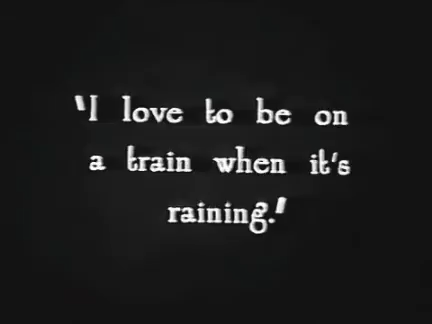 "I love to be on
a train when it's
raining."